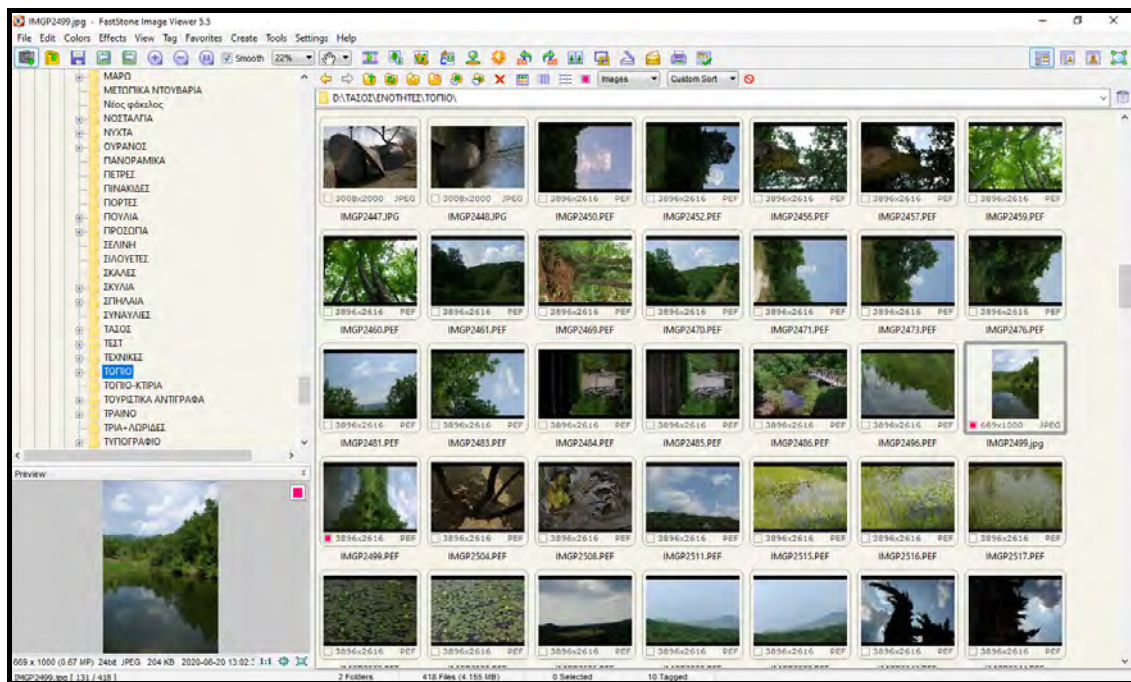 IMGP2499.jpg - FastStone Image Viewer 5.5
File Edit Colors Effects View Tag Favorites Create Tools Settings Help
Smooth 22%
Images Custom Sort
D:\ΤΑΣΟΣ\ΕΝΟΤΗΤΕΣ\ΤΟΠΙΟ\
ΜΑΡΩ
ΜΕΤΩΠΙΚΑ ΝΤΟΥΒΑΡΙΑ
Νέος φάκελος
ΝΟΣΤΑΛΓΙΑ
ΝΥΧΤΑ
ΟΥΡΑΝΟΣ
ΠΑΝΟΡΑΜΙΚΑ
ΠΕΤΡΕΣ
ΠΙΝΑΚΙΔΕΣ
ΠΟΡΤΕΣ
ΠΟΥΛΙΑ
ΠΡΟΣΩΠΑ
ΣΕΛΙΝΗ
ΣΙΛΟΥΕΤΕΣ
ΣΚΑΛΕΣ
ΣΚΥΛΙΑ
ΣΠΗΛΑΙΑ
ΣΥΝΑΥΛΙΕΣ
ΤΑΣΟΣ
ΤΕΣΤ
ΤΕΧΝΙΚΕΣ
ΤΟΠΙΟ
ΤΟΠΙΟ-ΚΤΙΡΙΑ
ΤΟΥΡΙΣΤΙΚΑ ΑΝΤΙΓΡΑΦΑ
ΤΡΑΙΝΟ
ΤΡΙΑ+ΛΩΡΙΔΕΣ
ΤΥΠΟΓΡΑΦΙΟ
Preview
669 x 1000 (0.67 MP) 24bit JPEG 204 KB 2020-06-20 13:02: 1:1
3008x2000 JPEG 3008x2000 JPEG 3896x2616 PEF 3896x2616 PEF 3896x2616 PEF 3896x2616 PEF 3896x2616 PEF
IMGP2447.JPG IMGP2448.JPG IMGP2450.PEF IMGP2452.PEF IMGP2456.PEF IMGP2457.PEF IMGP2459.PEF
3896x2616 PEF 3896x2616 PEF 3896x2616 PEF 3896x2616 PEF 3896x2616 PEF 3896x2616 PEF 3896x2616 PEF
IMGP2460.PEF IMGP2461.PEF IMGP2469.PEF IMGP2470.PEF IMGP2471.PEF IMGP2473.PEF IMGP2476.PEF
3896x2616 PEF 3896x2616 PEF 3896x2616 PEF 3896x2616 PEF 3896x2616 PEF 3896x2616 PEF 669x1000 JPEG
IMGP2481.PEF IMGP2483.PEF IMGP2484.PEF IMGP2485.PEF IMGP2486.PEF IMGP2496.PEF IMGP2499.jpg
3896x2616 PEF 3896x2616 PEF 3896x2616 PEF 3896x2616 PEF 3896x2616 PEF 3896x2616 PEF 3896x2616 PEF
IMGP2499.PEF IMGP2504.PEF IMGP2508.PEF IMGP2511.PEF IMGP2515.PEF IMGP2516.PEF IMGP2517.PEF
3896x2616 PEF 3896x2616 PEF 3896x2616 PEF 3896x2616 PEF 3896x2616 PEF 3896x2616 PEF 3896x2616 PEF
IMGP2499.jpg [ 131 / 418 ] 2 Folders 418 Files (4.155 MB) 0 Selected 10 Tagged